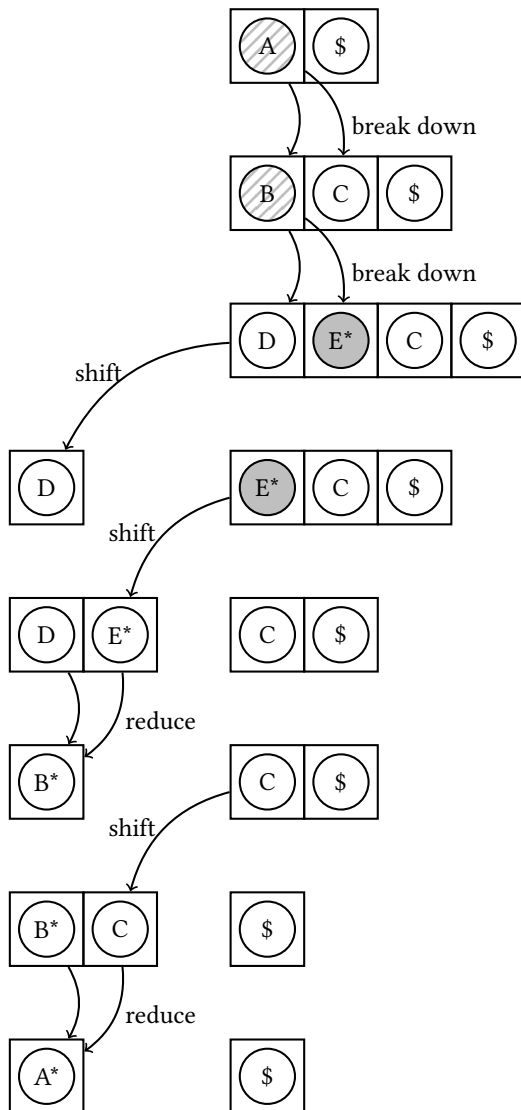 A $
break down
B C $
break down
D E* C $
shift
D E* C $
shift
D E* C $
reduce
B* C $
shift
B* C $
reduce
A* $